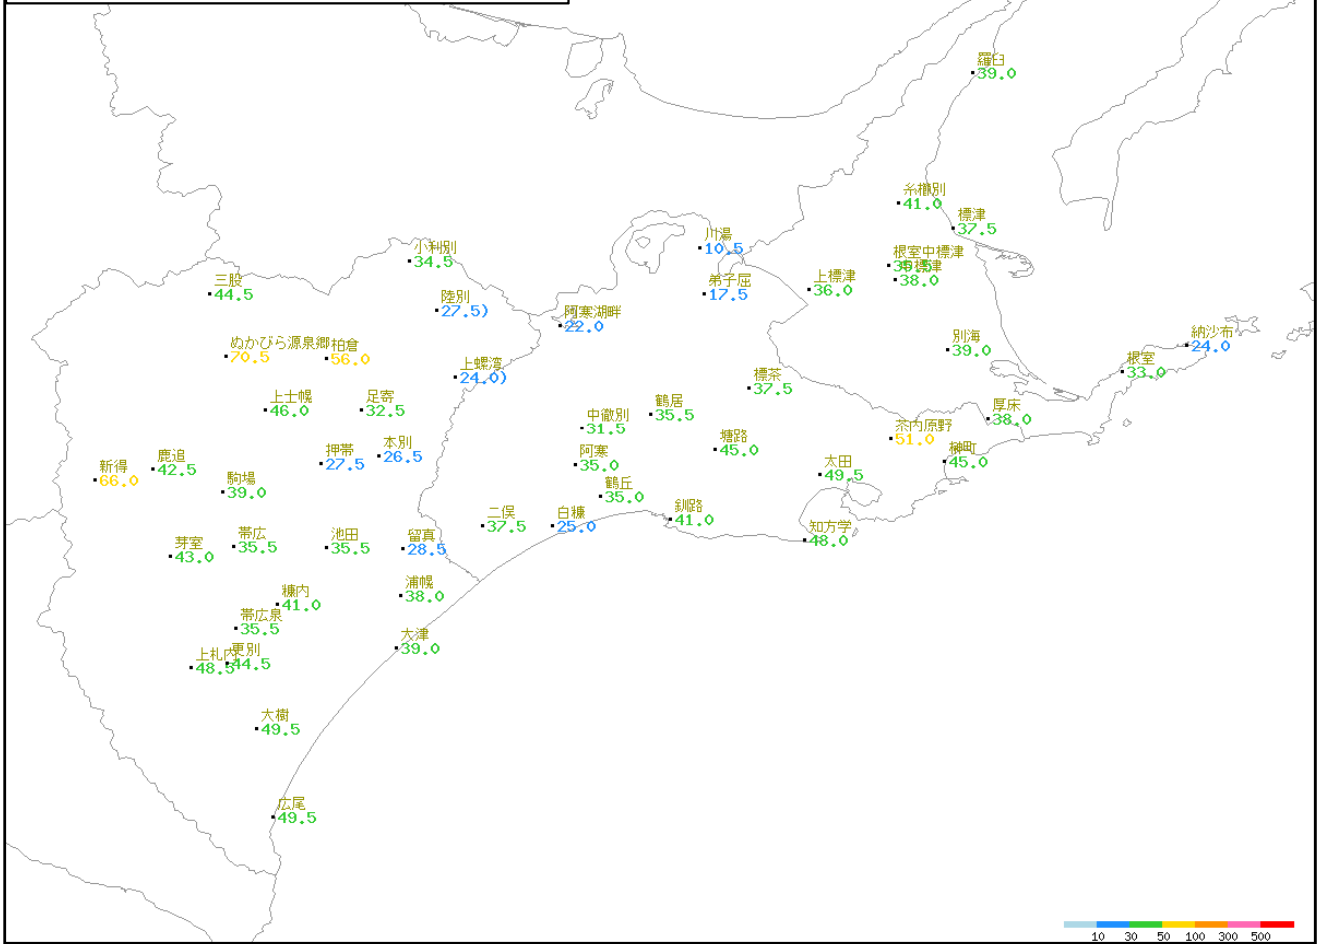 羅臼
39.0
糸櫛別
41.0
標津
37.5
川湯
10.5
小利別
34.5
根室中標津
中標津
38.0
三股
44.5
弟子屈
17.5
上標津
36.0
陸別
27.5)
阿寒湖畔
22.0
納沙布
24.0
ぬかびら源泉郷
70.5
柏倉
56.0
別海
39.0
根室
33.0
上螺湾
24.0)
標茶
37.5
上士幌
46.0
足寄
32.5
鶴居
35.5
厚床
38.0
中徹別
31.5
茶内原野
51.0
塘路
45.0
本別
26.5
押帯
27.5
鹿追
42.5
新得
66.0
阿寒
35.0
太田
49.5
榊町
45.0
駒場
39.0
鶴丘
35.0
釧路
41.0
二俣
37.5
白糠
25.0
知方学
48.0
芽室
43.0
帯広
35.5
池田
35.5
留真
28.5
浦幌
38.0
糠内
41.0
帯広泉
35.5
大津
39.0
上札内
48.5
更別
44.5
大樹
49.5
広尾
49.5
10 30 50 100 300 500